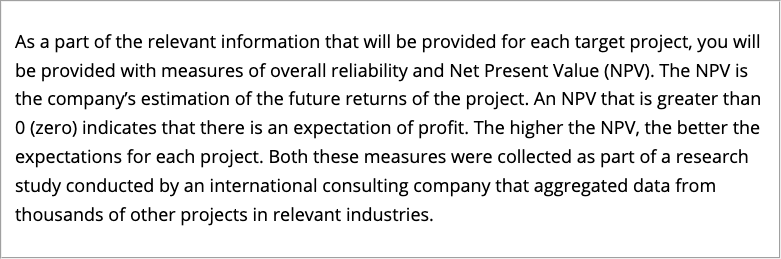 As a part of the relevant information that will be provided for each target project, you will
be provided with measures of overall reliability and Net Present Value (NPV). The NPV is
the company’s estimation of the future returns of the project. An NPV that is greater than
0 (zero) indicates that there is an expectation of profit. The higher the NPV, the better the
expectations for each project. Both these measures were collected as part of a research
study conducted by an international consulting company that aggregated data from
thousands of other projects in relevant industries.